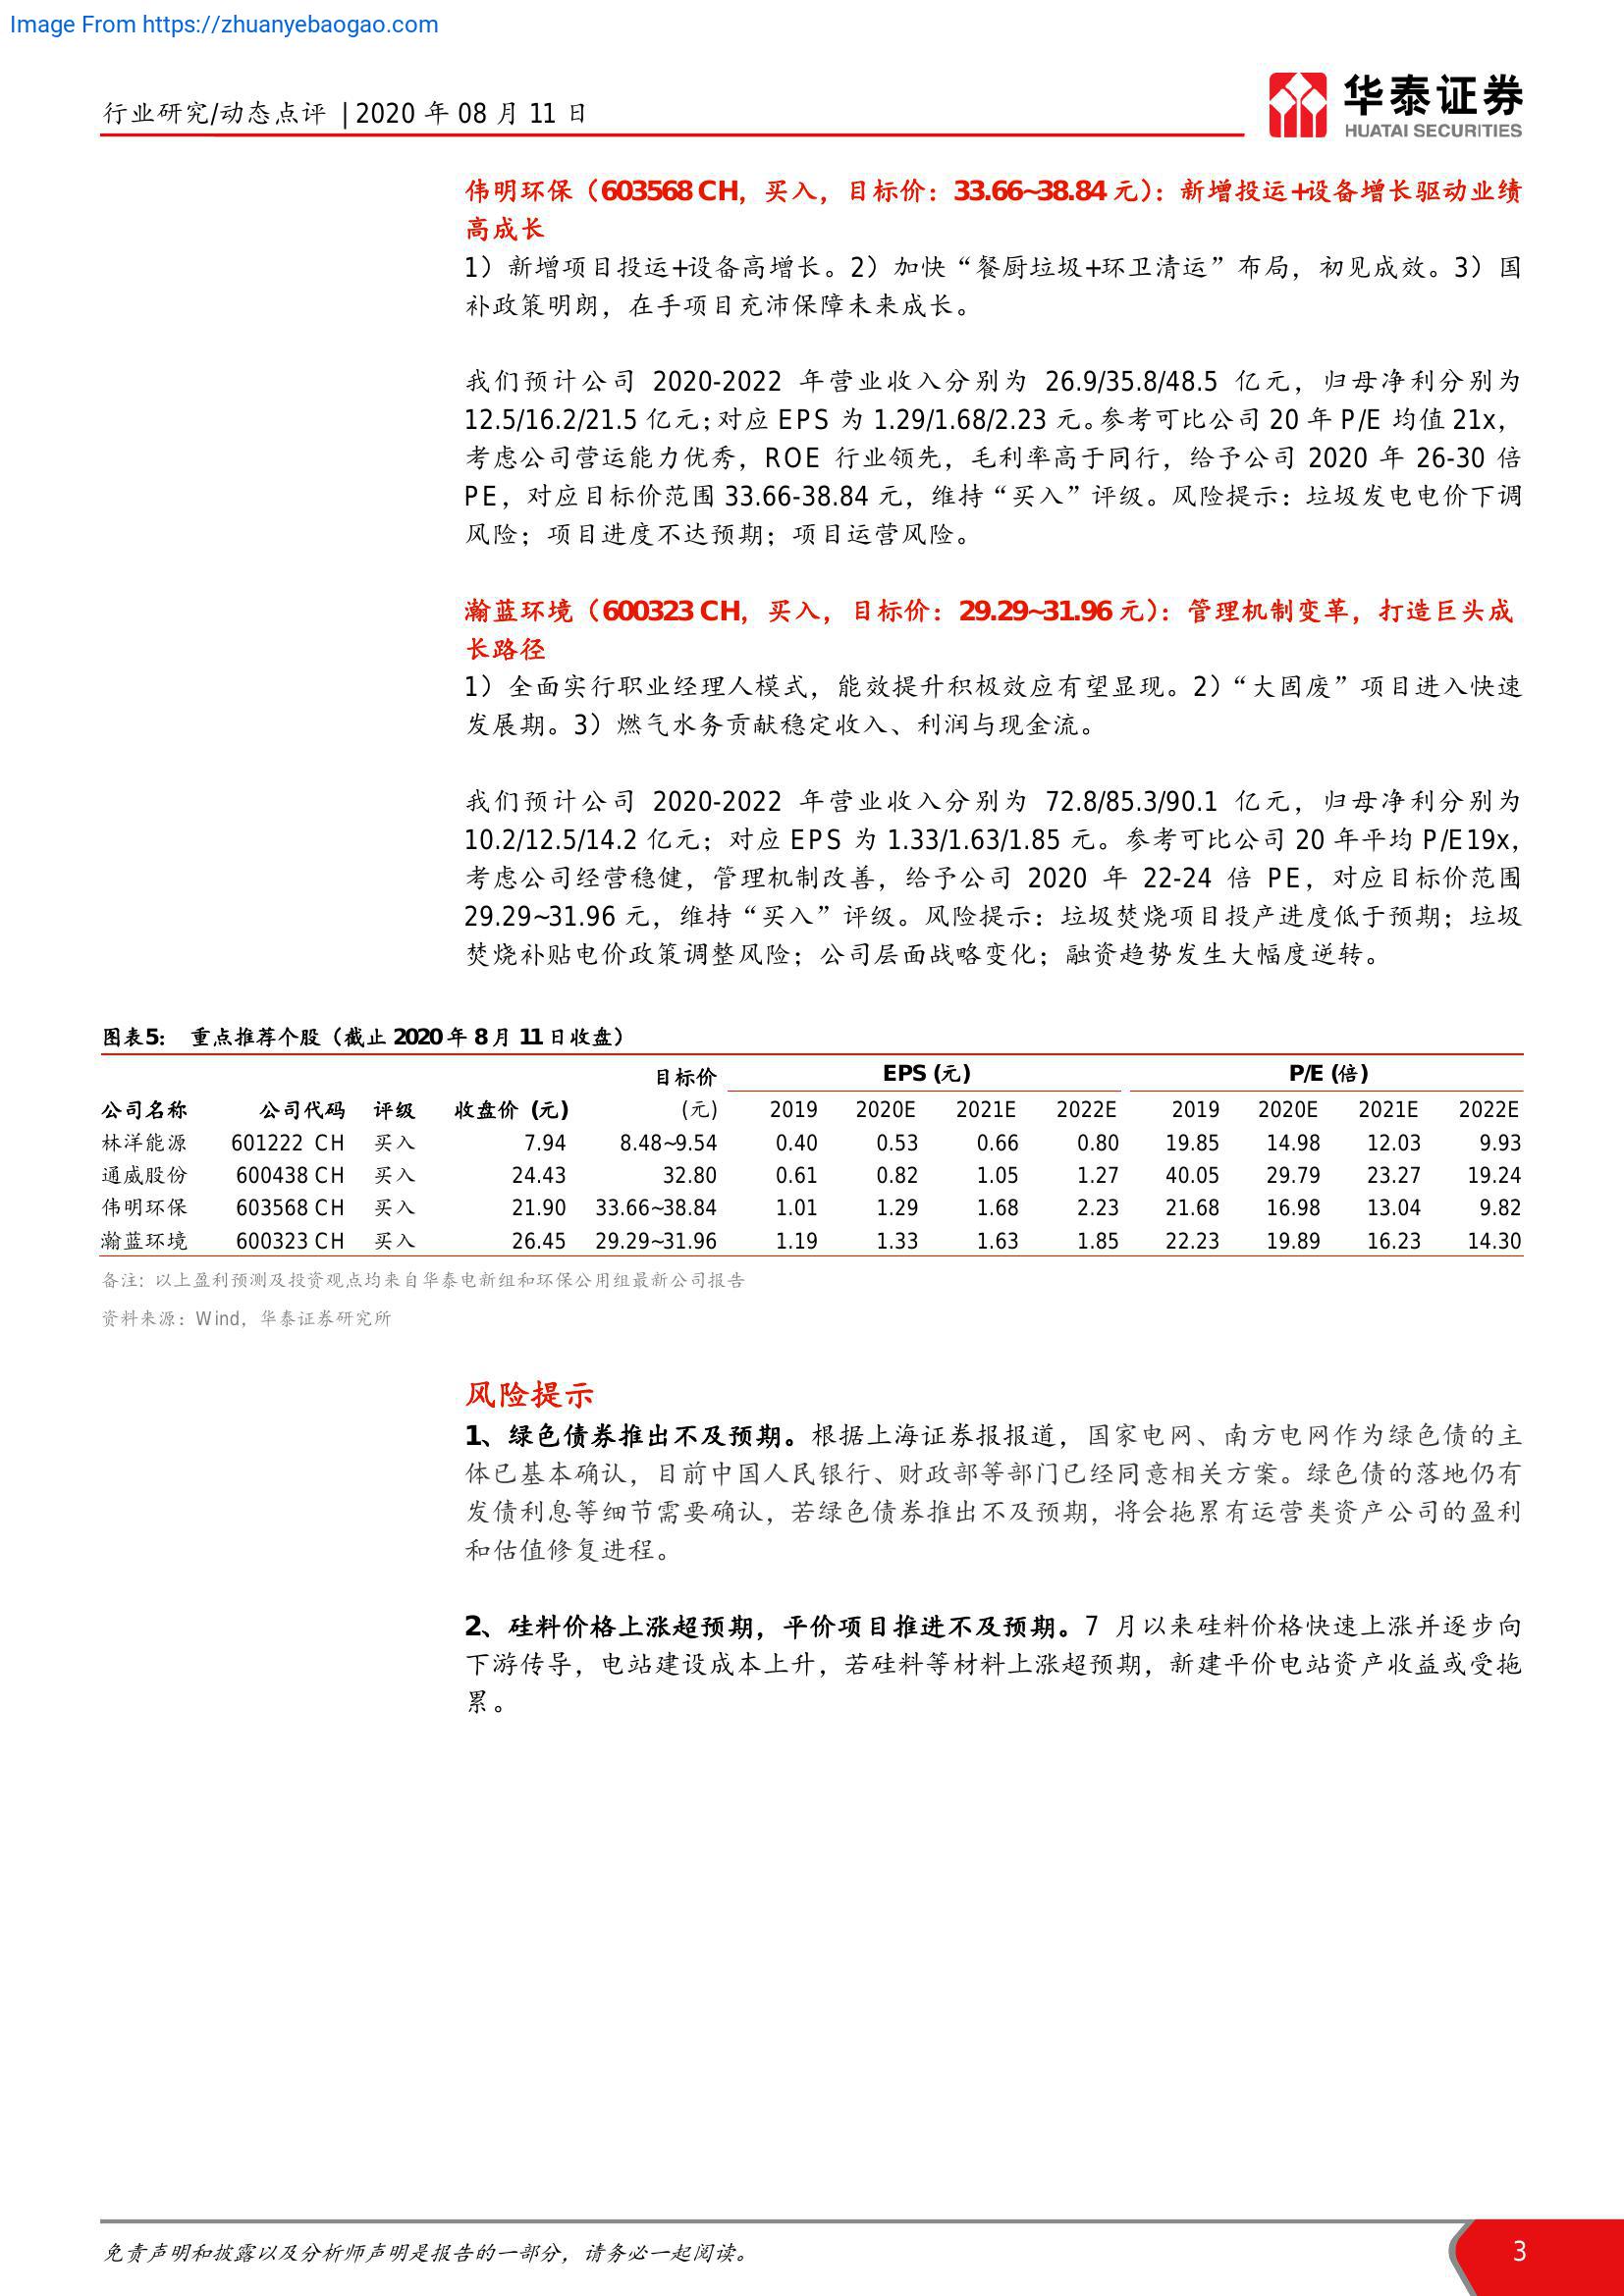 Image From https://zhuanyebaogao.com
行业研究/动态点评 | 2020 年 08 月 11 日
华泰证券
HUATAI SECURITIES
伟明环保（603568 CH，买入，目标价：33.66~38.84 元）：新增投运+设备增长驱动业绩
高成长
1）新增项目投运+设备高增长。2）加快“餐厨垃圾+环卫清运”布局，初见成效。3）国
补政策明朗，在手项目充沛保障未来成长。
我们预计公司 2020-2022 年营业收入分别为 26.9/35.8/48.5 亿元，归母净利分别为
12.5/16.2/21.5 亿元；对应 EPS 为 1.29/1.68/2.23 元。参考可比公司 20 年 P/E 均值 21x，
考虑公司营运能力优秀，ROE 行业领先，毛利率高于同行，给予公司 2020 年 26-30 倍
PE，对应目标价范围 33.66-38.84 元，维持“买入”评级。风险提示：垃圾发电电价下调
风险；项目进度不达预期；项目运营风险。
瀚蓝环境（600323 CH，买入，目标价：29.29~31.96 元）：管理机制变革，打造巨头成
长路径
1）全面实行职业经理人模式，能效提升积极效应有望显现。2）“大固废”项目进入快速
发展期。3）燃气水务贡献稳定收入、利润与现金流。
我们预计公司 2020-2022 年营业收入分别为 72.8/85.3/90.1 亿元，归母净利分别为
10.2/12.5/14.2 亿元；对应 EPS 为 1.33/1.63/1.85 元。参考可比公司 20 年平均 P/E19x，
考虑公司经营稳健，管理机制改善，给予公司 2020 年 22-24 倍 PE，对应目标价范围
29.29~31.96 元，维持“买入”评级。风险提示：垃圾焚烧项目投产进度低于预期；垃圾
焚烧补贴电价政策调整风险；公司层面战略变化；融资趋势发生大幅度逆转。
图表5： 重点推荐个股（截止 2020 年 8 月 11 日收盘）
目标价 EPS (元) P/E (倍)
公司名称 公司代码 评级 收盘价 (元) (元) 2019 2020E 2021E 2022E 2019 2020E 2021E 2022E
林洋能源 601222 CH 买入 7.94 8.48~9.54 0.40 0.53 0.66 0.80 19.85 14.98 12.03 9.93
通威股份 600438 CH 买入 24.43 32.80 0.61 0.82 1.05 1.27 40.05 29.79 23.27 19.24
伟明环保 603568 CH 买入 21.90 33.66~38.84 1.01 1.29 1.68 2.23 21.68 16.98 13.04 9.82
瀚蓝环境 600323 CH 买入 26.45 29.29~31.96 1.19 1.33 1.63 1.85 22.23 19.89 16.23 14.30
备注：以上盈利预测及投资观点均来自华泰电新组和环保公用组最新公司报告
资料来源：Wind，华泰证券研究所
风险提示
1、绿色债券推出不及预期。根据上海证券报报道，国家电网、南方电网作为绿色债的主
体已基本确认，目前中国人民银行、财政部等部门已经同意相关方案。绿色债的落地仍有
发债利息等细节需要确认，若绿色债券推出不及预期，将会拖累有运营类资产公司的盈利
和估值修复进程。
2、硅料价格上涨超预期，平价项目推进不及预期。7 月以来硅料价格快速上涨并逐步向
下游传导，电站建设成本上升，若硅料等材料上涨超预期，新建平价电站资产收益或受拖
累。
免责声明和披露以及分析师声明是报告的一部分，请务必一起阅读。
3